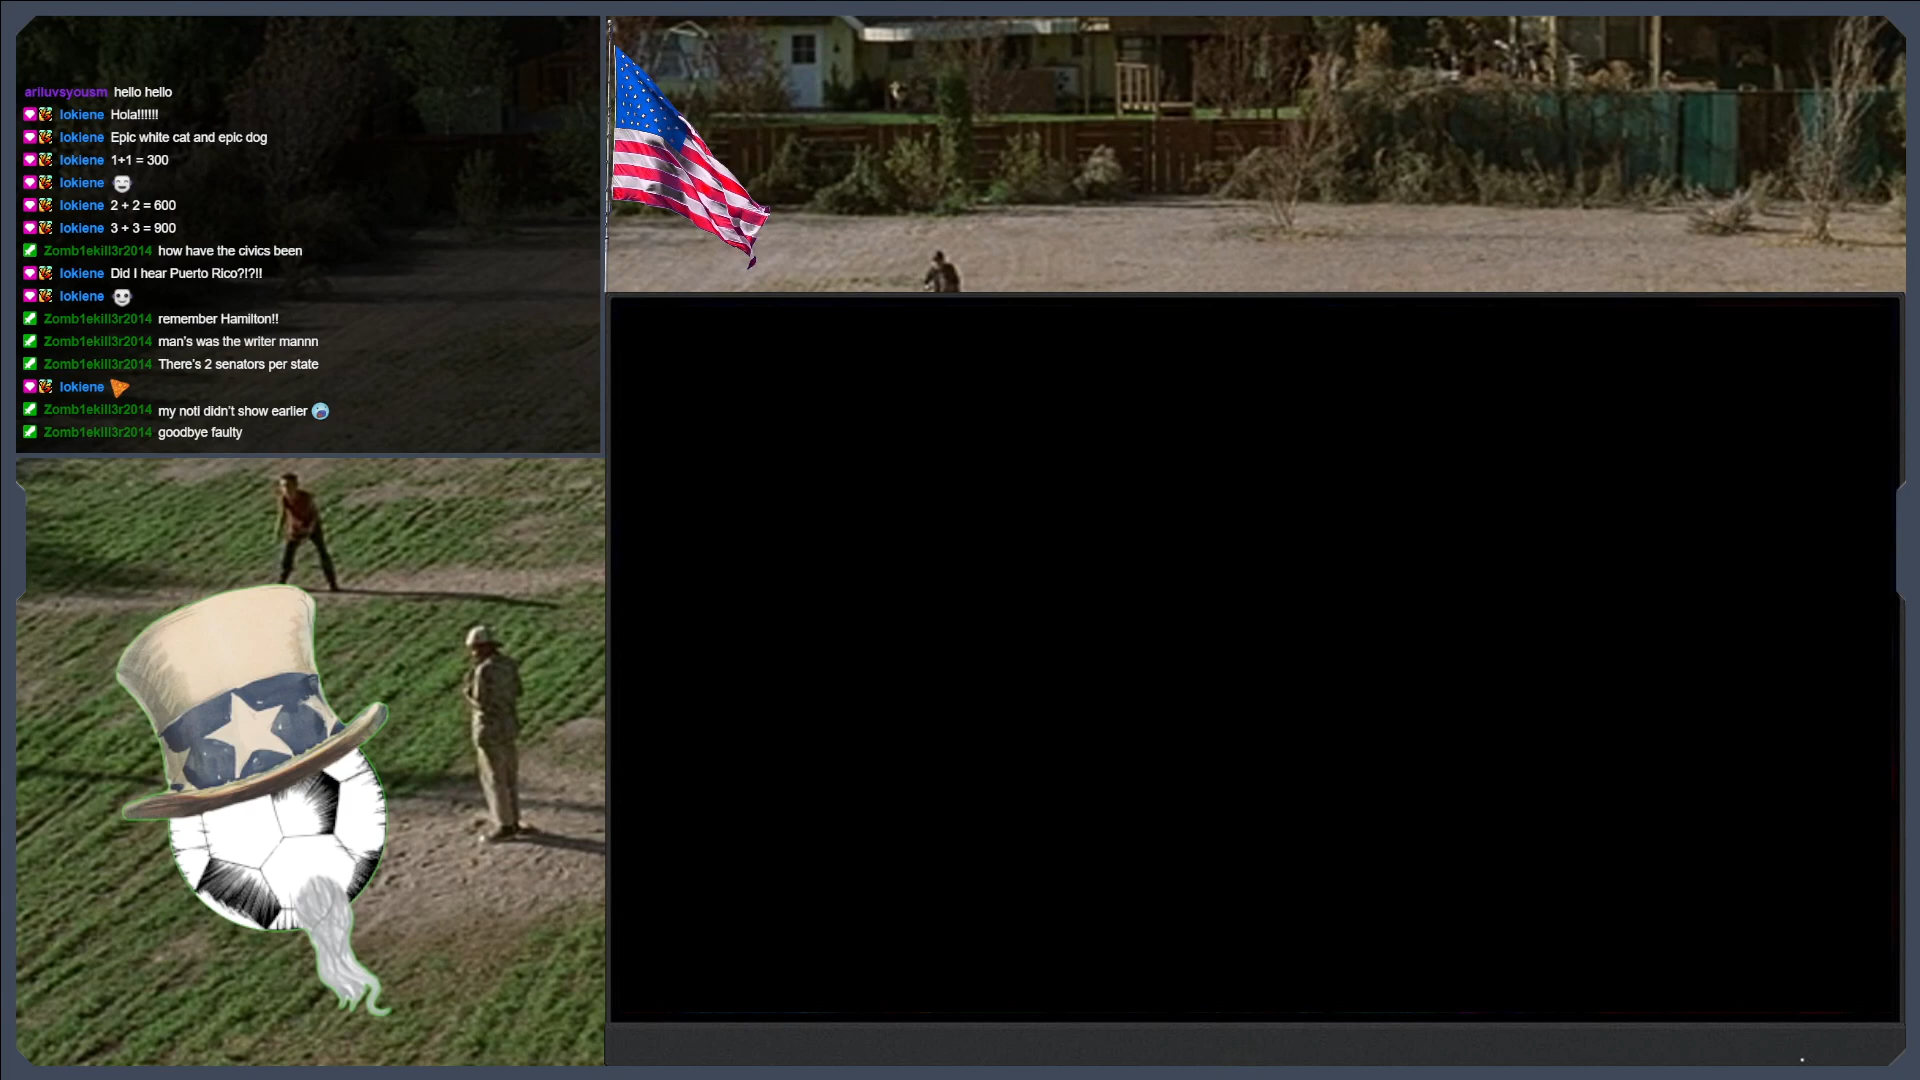 ariluvsyousm hello hello
lokiene Hola!!!!!!
lokiene Epic white cat and epic dog
lokiene 1+1 = 300
lokiene
lokiene 2 + 2 = 600
lokiene 3 + 3 = 900
Zomb1ekill3r2014 how have the civics been
lokiene Did I hear Puerto Rico?!?!!
lokiene
Zomb1ekill3r2014 remember Hamilton!!
Zomb1ekill3r2014 man's was the writer mannn
Zomb1ekill3r2014 There's 2 senators per state
lokiene
Zomb1ekill3r2014 my noti didn't show earlier
Zomb1ekill3r2014 goodbye faulty